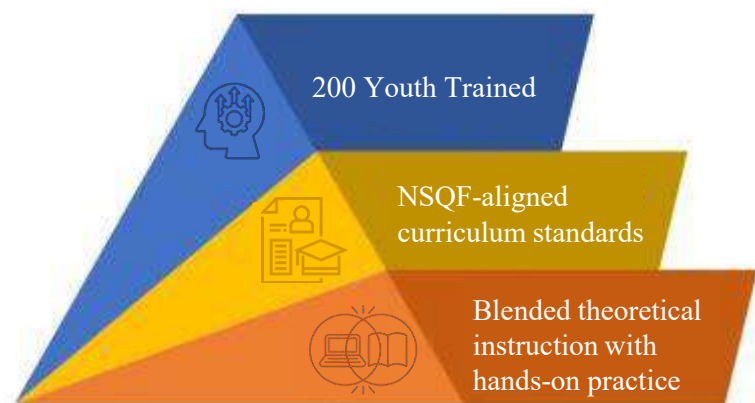 200 Youth Trained
NSQF-aligned
curriculum standards
Blended theoretical
instruction with
hands-on practice